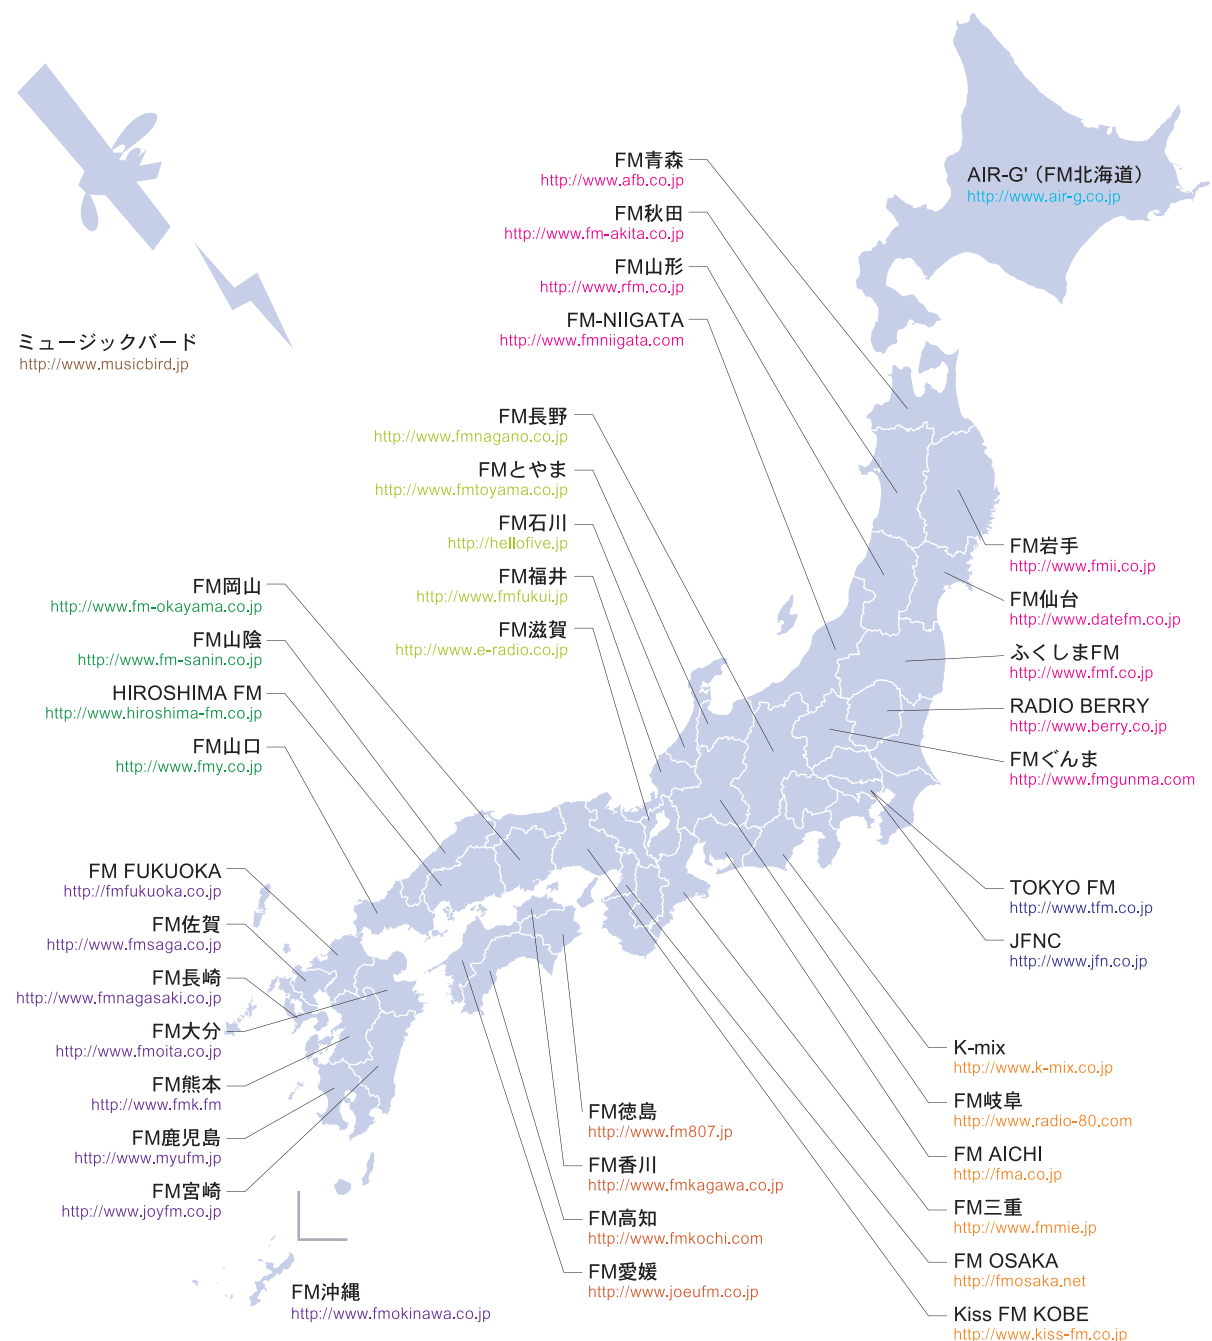 AIR-G'（FM北海道）
http://www.air-g.co.jp
FM青森
http://www.afb.co.jp
FM秋田
http://www.fm-akita.co.jp
FM山形
http://www.rfm.co.jp
FM-NIIGATA
http://www.fmniigata.com
ミュージックバード
http://www.musicbird.jp
FM長野
http://www.fmnagano.co.jp
FMとやま
http://www.fmtoyama.co.jp
FM石川
http://hellofive.jp
FM福井
http://www.fmfukui.jp
FM滋賀
http://www.e-radio.co.jp
FM岡山
http://www.fm-okayama.co.jp
FM山陰
http://www.fm-sanin.co.jp
HIROSHIMA FM
http://www.hiroshima-fm.co.jp
FM山口
http://www.fmy.co.jp
FM岩手
http://www.fmii.co.jp
FM仙台
http://www.datefm.co.jp
ふくしまFM
http://www.fmf.co.jp
RADIO BERRY
http://www.berry.co.jp
FMぐんま
http://www.fmgunma.com
TOKYO FM
http://www.tfm.co.jp
JFNC
http://www.jfn.co.jp
FM FUKUOKA
http://fmfukuoka.co.jp
FM佐賀
http://www.fmsaga.co.jp
FM長崎
http://www.fmnagasaki.co.jp
FM大分
http://www.fmoita.co.jp
FM熊本
http://www.fmk.fm
FM鹿児島
http://www.myufm.jp
FM宮崎
http://www.joyfm.co.jp
FM沖縄
http://www.fmokinawa.co.jp
FM徳島
http://www.fm807.jp
FM香川
http://www.fmkagawa.co.jp
FM高知
http://www.fmkochi.com
FM愛媛
http://www.joeufm.co.jp
K-mix
http://www.k-mix.co.jp
FM岐阜
http://www.radio-80.com
FM AICHI
http://fma.co.jp
FM三重
http://www.fmmie.jp
FM OSAKA
http://fmosaka.net
Kiss FM KOBE
http://www.kiss-fm.co.jp